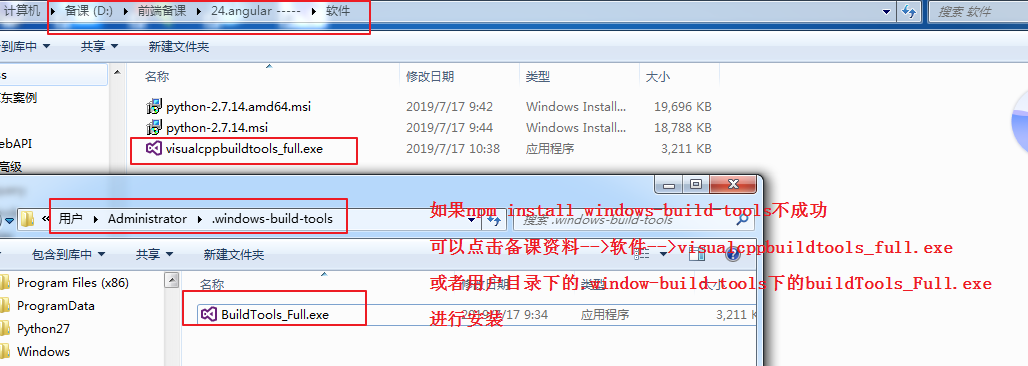 计算机 ▸ 备课 (D:) ▸ 前端备课 ▸ 24.angular ----- ▸ 软件
搜索 软件
到库中 共享 新建文件夹
名称 修改日期 类型 大小
python-2.7.14.amd64.msi 2019/7/17 9:42 Windows Install... 19,696 KB
python-2.7.14.msi 2019/7/17 9:44 Windows Install... 18,788 KB
visualcppbuildtools_full.exe 2019/7/17 10:38 应用程序 3,211 KB
s
东案例
ebAPI
高级
« 用户 ▸ Administrator ▸ .windows-build-tools
搜索 .windows-build-tools
包含到库中 共享 新建文件夹
名称 修改日期 类型 大小
Program Files (x86)
ProgramData
Python27
Windows
BuildTools_Full.exe 2019/7/17 9:34 应用程序 3,211 K
如果npm install windows-build-tools不成功
可以点击备课资料-->软件-->visualcppbuildtools_full.exe
或者用户目录下的.window-build-tools下的buildTools_Full.exe
进行安装